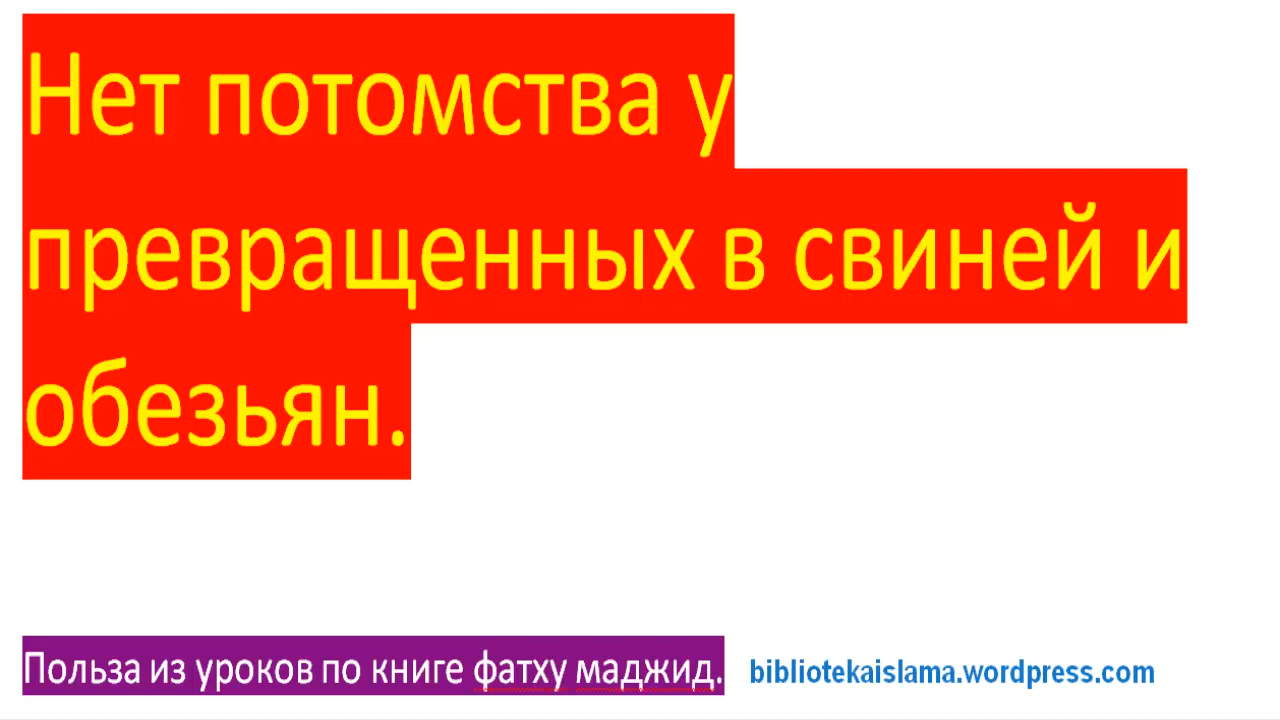 Нет потомства у
превращенных в свиней и
обезьян.
Польза из уроков по книге фатху маджид.
bibliotekaislama.wordpress.com